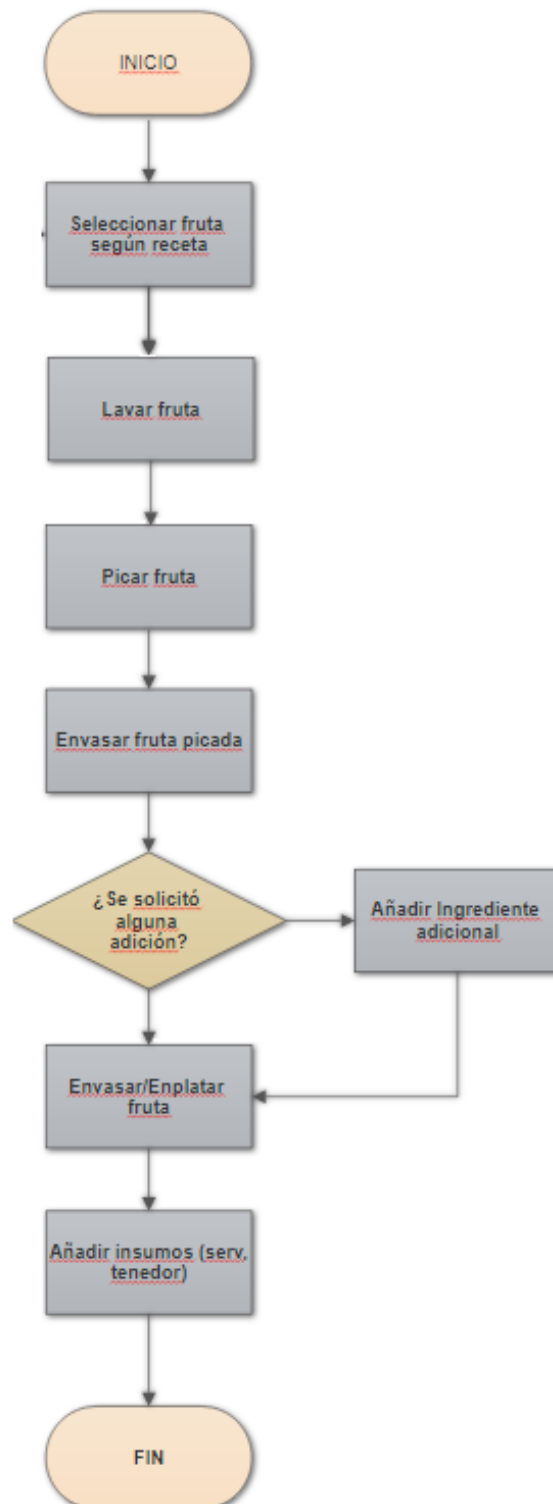 INICIO
Seleccionar fruta
según receta
Lavar fruta
Picar fruta
Envasar fruta picada
¿Se solicitó
alguna
adición?
Añadir Ingrediente
adicional
Envasar/Enplatar
fruta
Añadir insumos (serv,
tenedor)
FIN